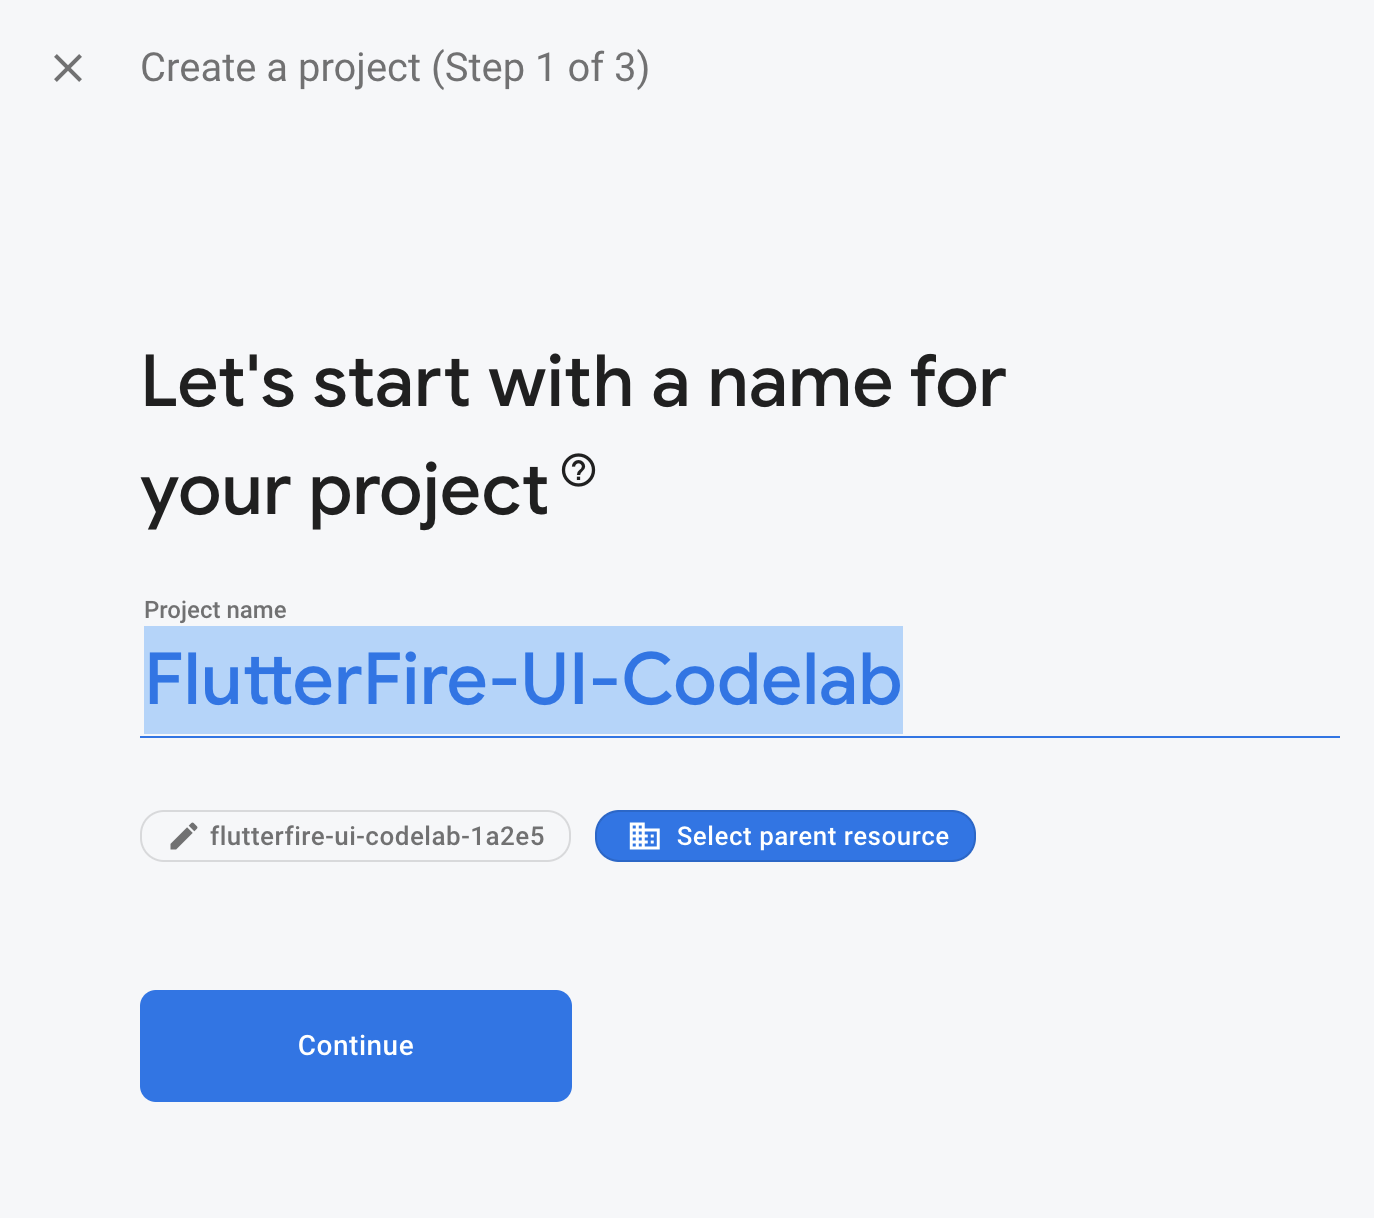 Create a project (Step 1 of 3)
Let's start with a name for
your project
Project name
FlutterFire-UI-Codelab
flutterfire-ui-codelab-1a2e5
Select parent resource
Continue